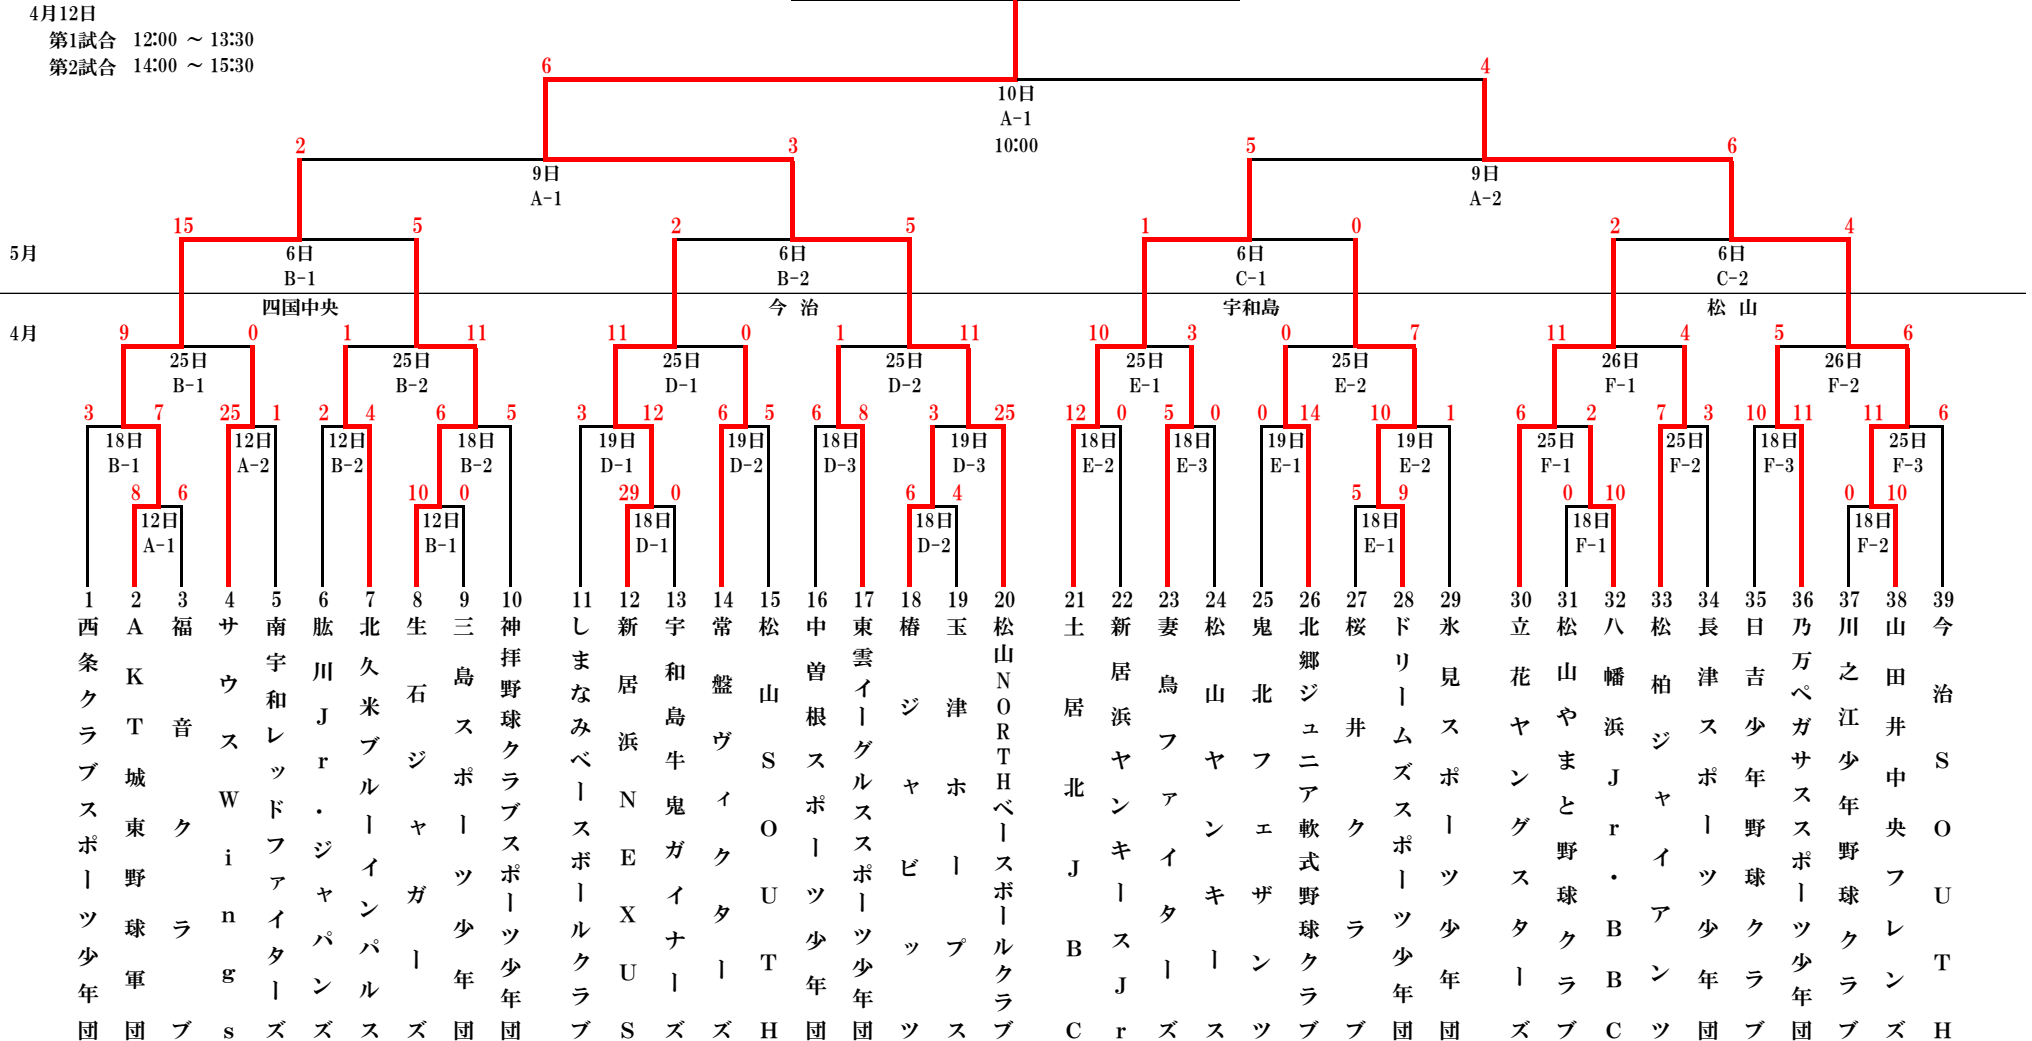 4月12日
第1試合 12:00 ～ 13:30
第2試合 14:00 ～ 15:30
6 4
10日
A-1
10:00
2 3 5 6
9日 9日
A-1 A-2
15 5 2 5 1 0 2 4
5月
6日 6日 6日 6日
B-1 B-2 C-1 C-2
四国中央 今 治 宇和島 松 山
4月
9 0 1 11 11 0 1 11 10 3 0 7 11 4 5 6
25日 25日 25日 25日 25日 25日 26日 26日
B-1 B-2 D-1 D-2 E-1 E-2 F-1 F-2
3 7 25 1 2 4 6 5 3 12 6 5 6 8 3 25 12 0 5 0 0 14 10 1 6 2 7 3 10 11 11 6
18日 12日 12日 18日 19日 19日 18日 19日 18日 18日 19日 19日 25日 25日 18日 25日
B-1 A-2 B-2 B-2 D-1 D-2 D-3 D-3 E-2 E-3 E-1 E-2 F-1 F-2 F-3 F-3
8 6 10 0 29 0 6 4 5 9 0 10 0 10
12日 12日 18日 18日 18日 18日 18日
A-1 B-1 D-1 D-2 E-1 F-1 F-2
1 西条クラブスポーツ少年団
2 AKT城東野球軍団
3 福音クラブ
4 サウスWings
5 南宇和レッドファイターズ
6 肱川Jr・ジャパンズ
7 北久米ブルーインパルス
8 生石ジャガーズ
9 三島スポーツ少年団
10 神拝野球クラブスポーツ少年団
11 しまなみベースボールクラブ
12 新居浜NEXUS
13 宇和島牛鬼ガイナーズ
14 常盤ヴィクターズ
15 松山SOUTH
16 中曽根スポーツ少年団
17 東雲イーグルススポーツ少年団
18 椿ジャビッツ
19 玉津ホープス
20 松山NORTHベースボールクラブ
21 土居北JBC
22 新居浜ヤンキースJr
23 妻鳥ファイターズ
24 松山ヤンキース
25 鬼北フェザンツ
26 北郷ジュニア軟式野球クラブ
27 桜井クラブ
28 ドリームズスポーツ少年団
29 氷見スポーツ少年団
30 立花ヤングスターズ
31 松山やまと野球クラブ
32 八幡浜Jr・BBC
33 松柏ジャイアンツ
34 長津スポーツ少年団
35 日吉少年野球クラブ
36 乃万ペガサススポーツ少年団
37 川之江少年野球クラブ
38 山田井中央フレンズ
39 今治SOUTH